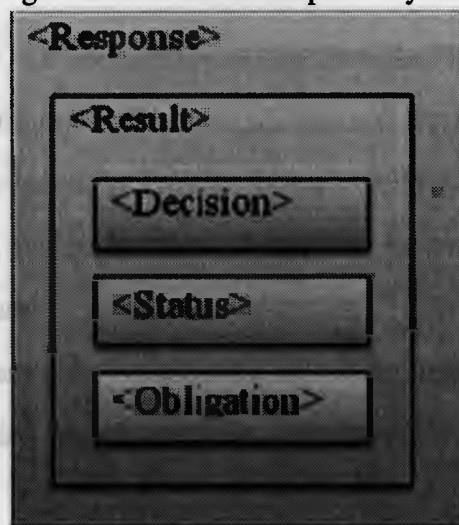 <Response>
<Result>
<Decision>
<Status>
<Obligation>